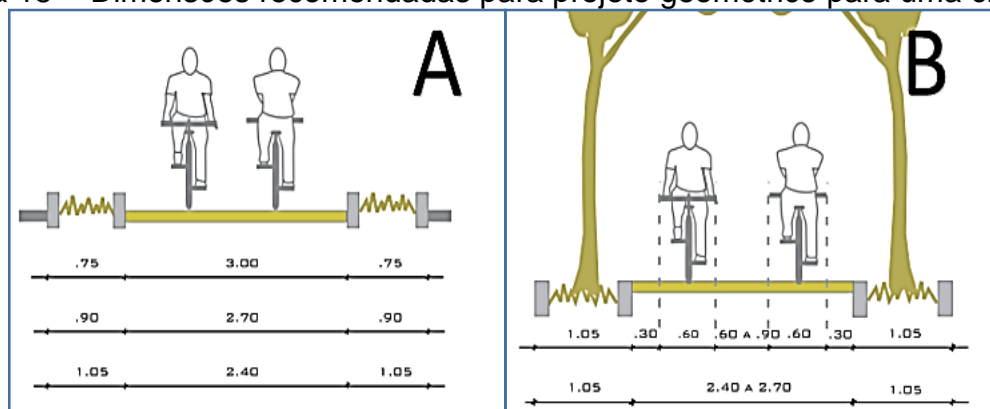 Dimensões recomendadas para projeto geométrico para uma
A
.75 3.00 .75
.90 2.70 .90
1.05 2.40 1.05
B
1.05 .30 .60 .60 A .90 .60 .30 1.05
1.05 2.40 A 2.70 1.05